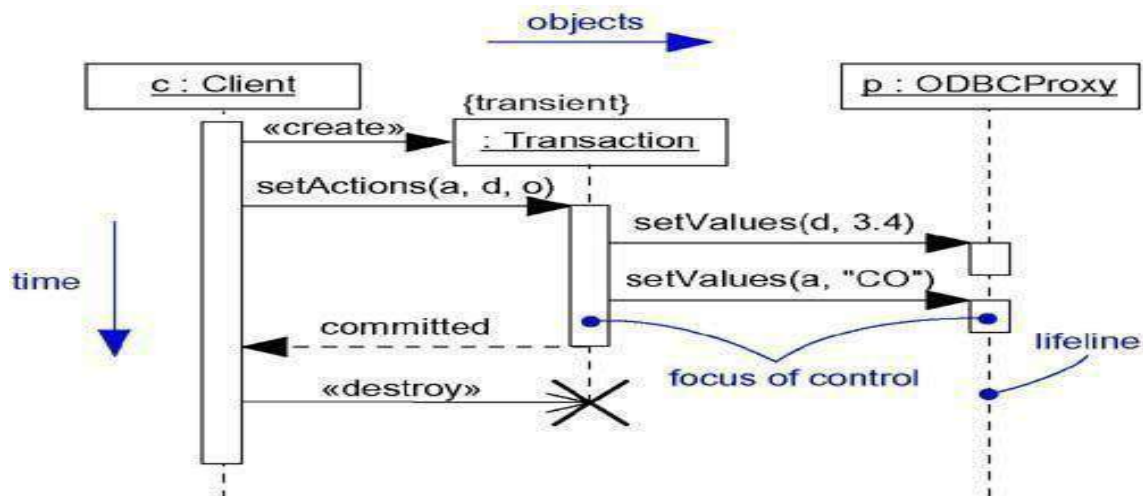 objects
c : Client
p : ODBCProxy
{transient}
«create»
: Transaction
setActions(a, d, o)
setValues(d, 3.4)
time
setValues(a, "CO")
committed
lifeline
focus of control
«destroy»